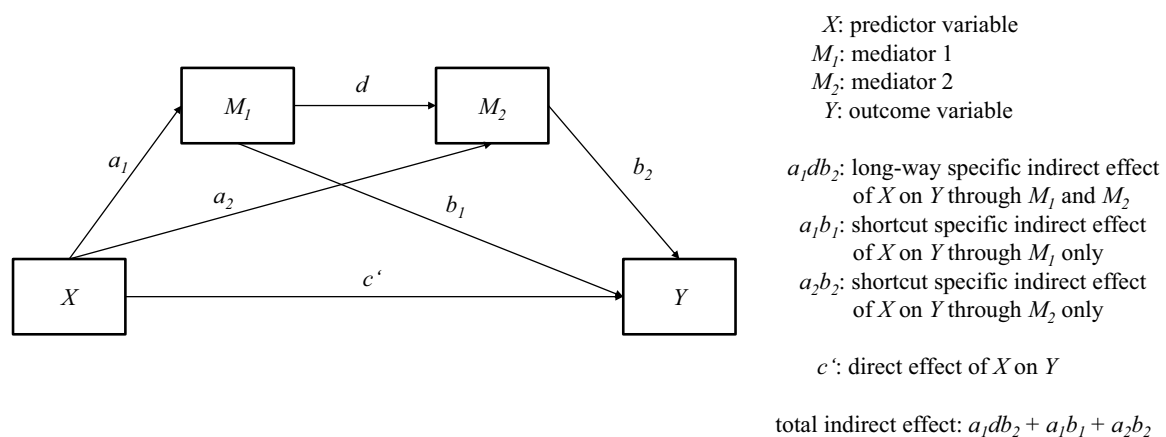 d
M₁
M₂
a₁
a₂
b₁
b₂
X
c‘
Y
X: predictor variable
M₁: mediator 1
M₂: mediator 2
Y: outcome variable
a₁db₂: long-way specific indirect effect
of X on Y through M₁ and M₂
a₁b₁: shortcut specific indirect effect
of X on Y through M₁ only
a₂b₂: shortcut specific indirect effect
of X on Y through M₂ only
c‘: direct effect of X on Y
total indirect effect: a₁db₂ + a₁b₁ + a₂b₂